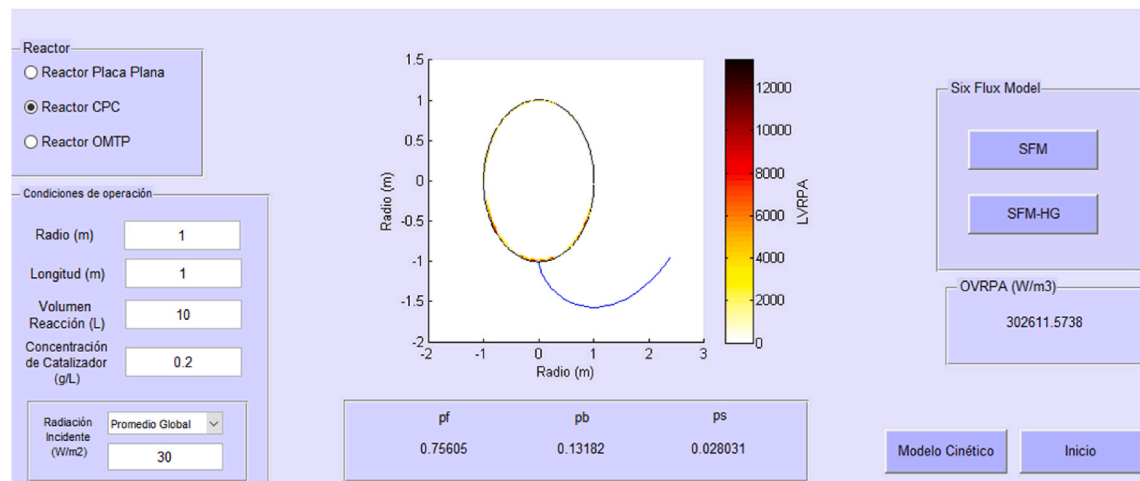 Reactor
Reactor Placa Plana
Reactor CPC
Reactor OMTP
Condiciones de operación
Radio (m)
1
Longitud (m)
1
Volumen
Reacción (L)
10
Concentración
de Catalizador
(g/L)
0.2
Radiación
Incidente
(W/m2)
Promedio Global
30
1.5
1
0.5
0
-0.5
-1
-1.5
-2
Radio (m)
-2
-1
0
1
2
3
Radio (m)
12000
10000
8000
6000
4000
2000
0
LVRPA
pf
pb
ps
0.75605
0.13182
0.028031
Six Flux Model
SFM
SFM-HG
OVRPA (W/m3)
302611.5738
Modelo Cinético
Inicio